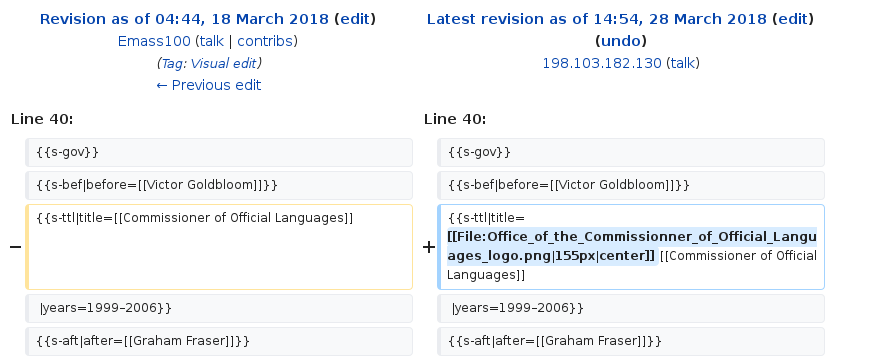 Revision as of 04:44, 18 March 2018 (edit)
Emass100 (talk | contribs)
(Tag: Visual edit)
← Previous edit
Latest revision as of 14:54, 28 March 2018 (edit)
(undo)
198.103.182.130 (talk)
Line 40:
Line 40:
{{s-gov}}
{{s-gov}}
{{s-bef|before=[[Victor Goldbloom]]}}
{{s-bef|before=[[Victor Goldbloom]]}}
−
{{s-ttl|title=[[Commissioner of Official Languages]]
+
{{s-ttl|title=
[[File:Office_of_the_Commissionner_of_Official_Langu
ages_logo.png|155px|center]] [[Commissioner of Official
Languages]]
|years=1999–2006}}
|years=1999–2006}}
{{s-aft|after=[[Graham Fraser]]}}
{{s-aft|after=[[Graham Fraser]]}}